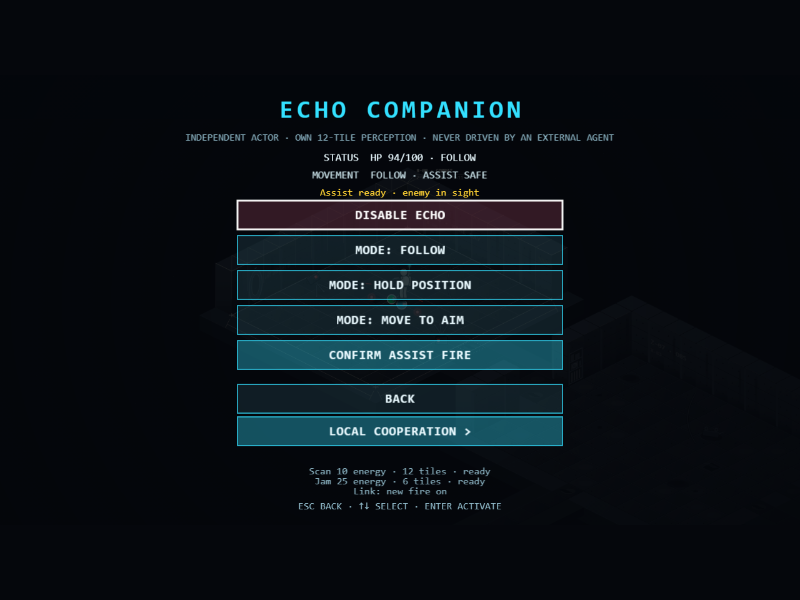 ECHO COMPANION
INDEPENDENT ACTOR · OWN 12-TILE PERCEPTION · NEVER DRIVEN BY AN EXTERNAL AGENT
STATUS HP 94/100 · FOLLOW
MOVEMENT FOLLOW · ASSIST SAFE
Assist ready · enemy in sight
DISABLE ECHO
MODE: FOLLOW
MODE: HOLD POSITION
MODE: MOVE TO AIM
CONFIRM ASSIST FIRE
BACK
LOCAL COOPERATION >
Scan 10 energy · 12 tiles · ready
Jam 25 energy · 6 tiles · ready
Link: new fire on
ESC BACK · ↑↓ SELECT · ENTER ACTIVATE